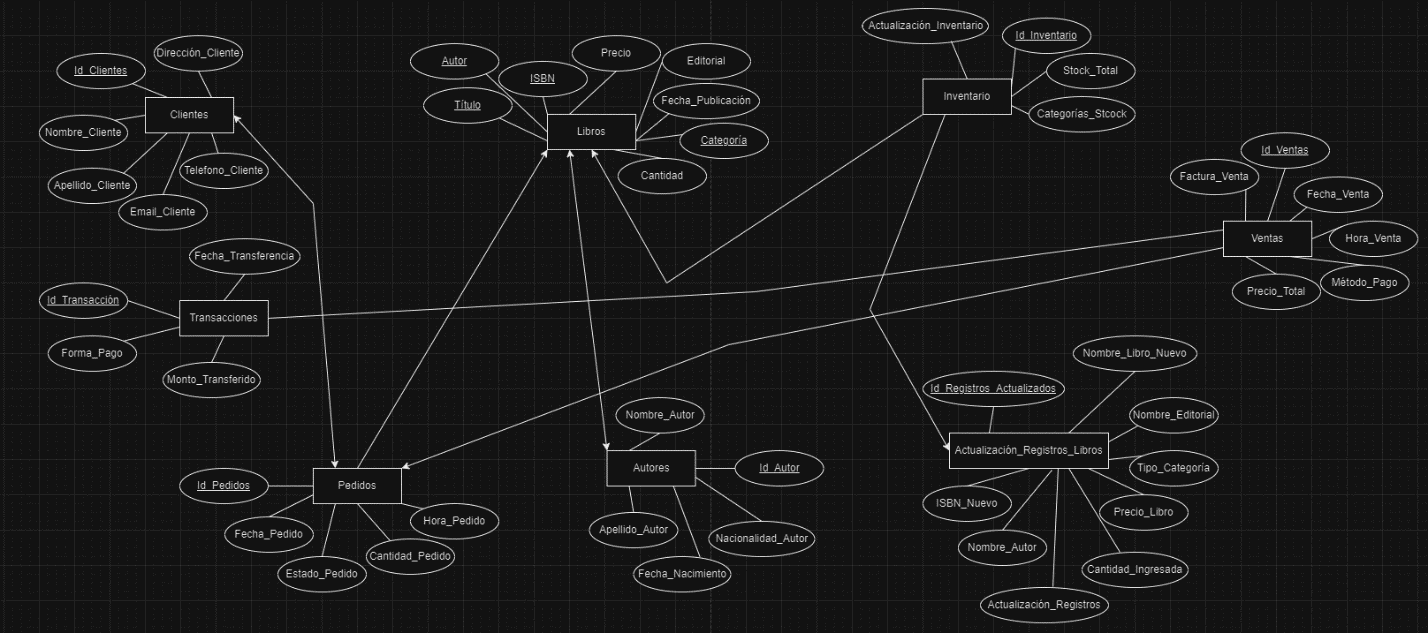 Actualización_Inventario
Id_Inventario
Stock_Total
Inventario
Categorías_Stcock
Dirección_Cliente
Id_Clientes
Clientes
Nombre_Cliente
Telefono_Cliente
Apellido_Cliente
Email_Cliente
Precio
Autor
Editorial
ISBN
Título
Fecha_Publicación
Libros
Categoría
Cantidad
Id_Ventas
Factura_Venta
Fecha_Venta
Ventas
Hora_Venta
Método_Pago
Precio_Total
Fecha_Transferencia
Id_Transacción
Transacciones
Forma_Pago
Monto_Transferido
Nombre_Libro_Nuevo
Id_Registros_Actualizados
Nombre_Editorial
Actualización_Registros_Libros
Tipo_Categoría
ISBN_Nuevo
Precio_Libro
Nombre_Autor
Cantidad_Ingresada
Actualización_Registros
Nombre_Autor
Autores
Id_Autor
Apellido_Autor
Nacionalidad_Autor
Fecha_Nacimiento
Id_Pedidos
Pedidos
Hora_Pedido
Fecha_Pedido
Cantidad_Pedido
Estado_Pedido